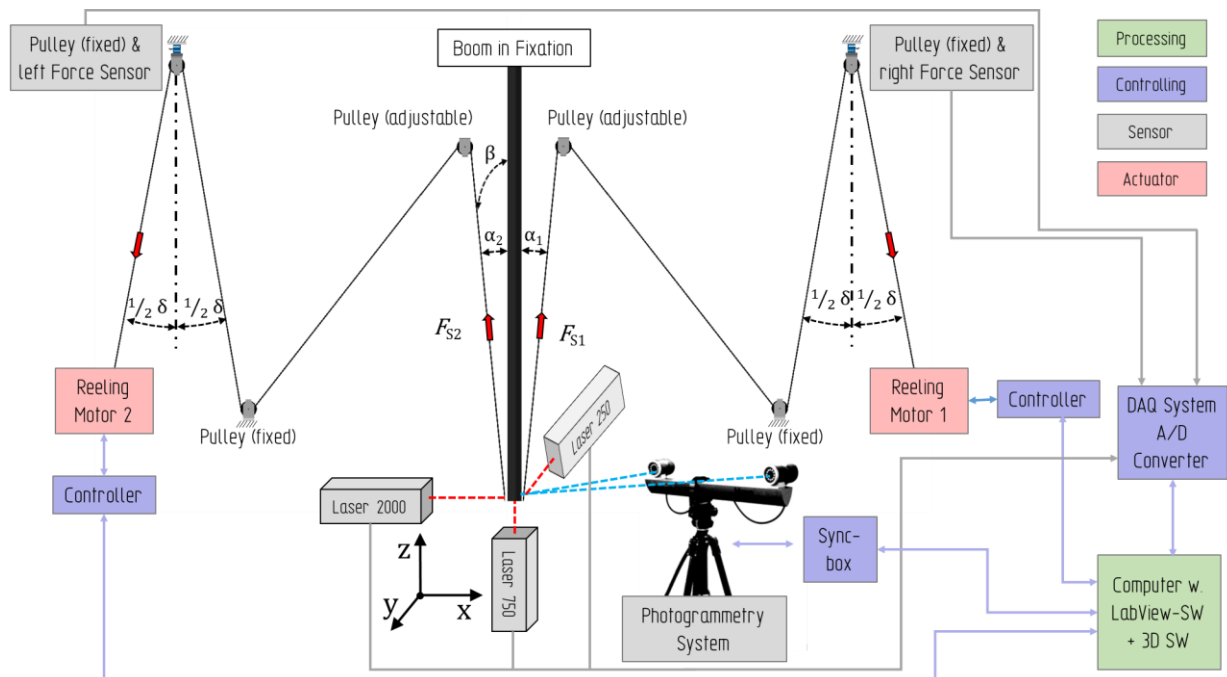 Pulley (fixed) &
left Force Sensor
Boom in Fixation
Pulley (fixed) &
right Force Sensor
Processing
Controlling
Sensor
Actuator
Pulley (adjustable)
Pulley (adjustable)
β
α₂
α₁
¹/₂ δ
¹/₂ δ
F_S2
F_S1
¹/₂ δ
¹/₂ δ
Reeling
Motor 2
Pulley (fixed)
Pulley (fixed)
Reeling
Motor 1
Controller
DAQ System
A/D
Converter
Controller
Laser 2000
Laser 250
Laser 750
z
y
x
Photogrammetry
System
Sync-
box
Computer w.
LabView-SW
+ 3D SW